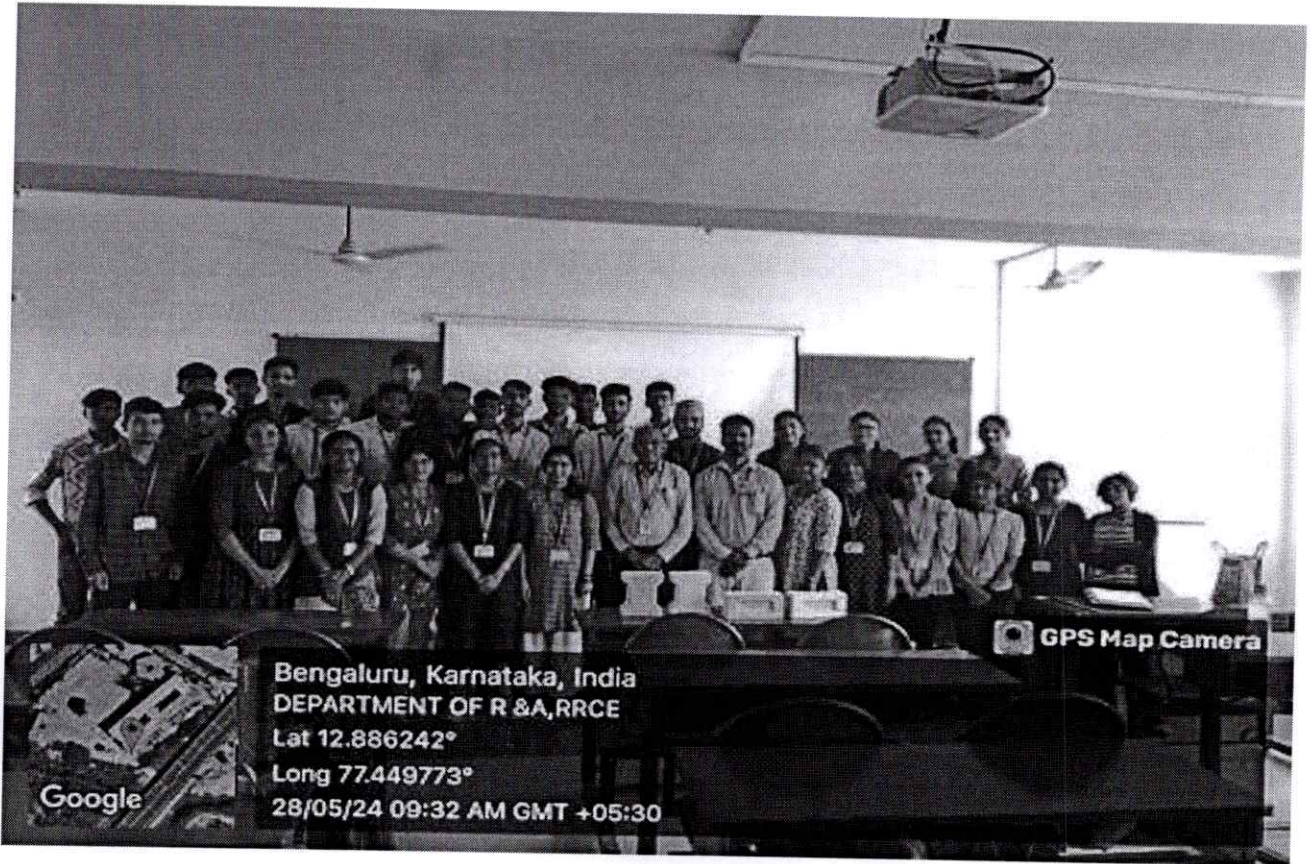 GPS Map Camera
Bengaluru, Karnataka, India
DEPARTMENT OF R &A,RRCE
Lat 12.886242°
Long 77.449773°
28/05/24 09:32 AM GMT +05:30
Google